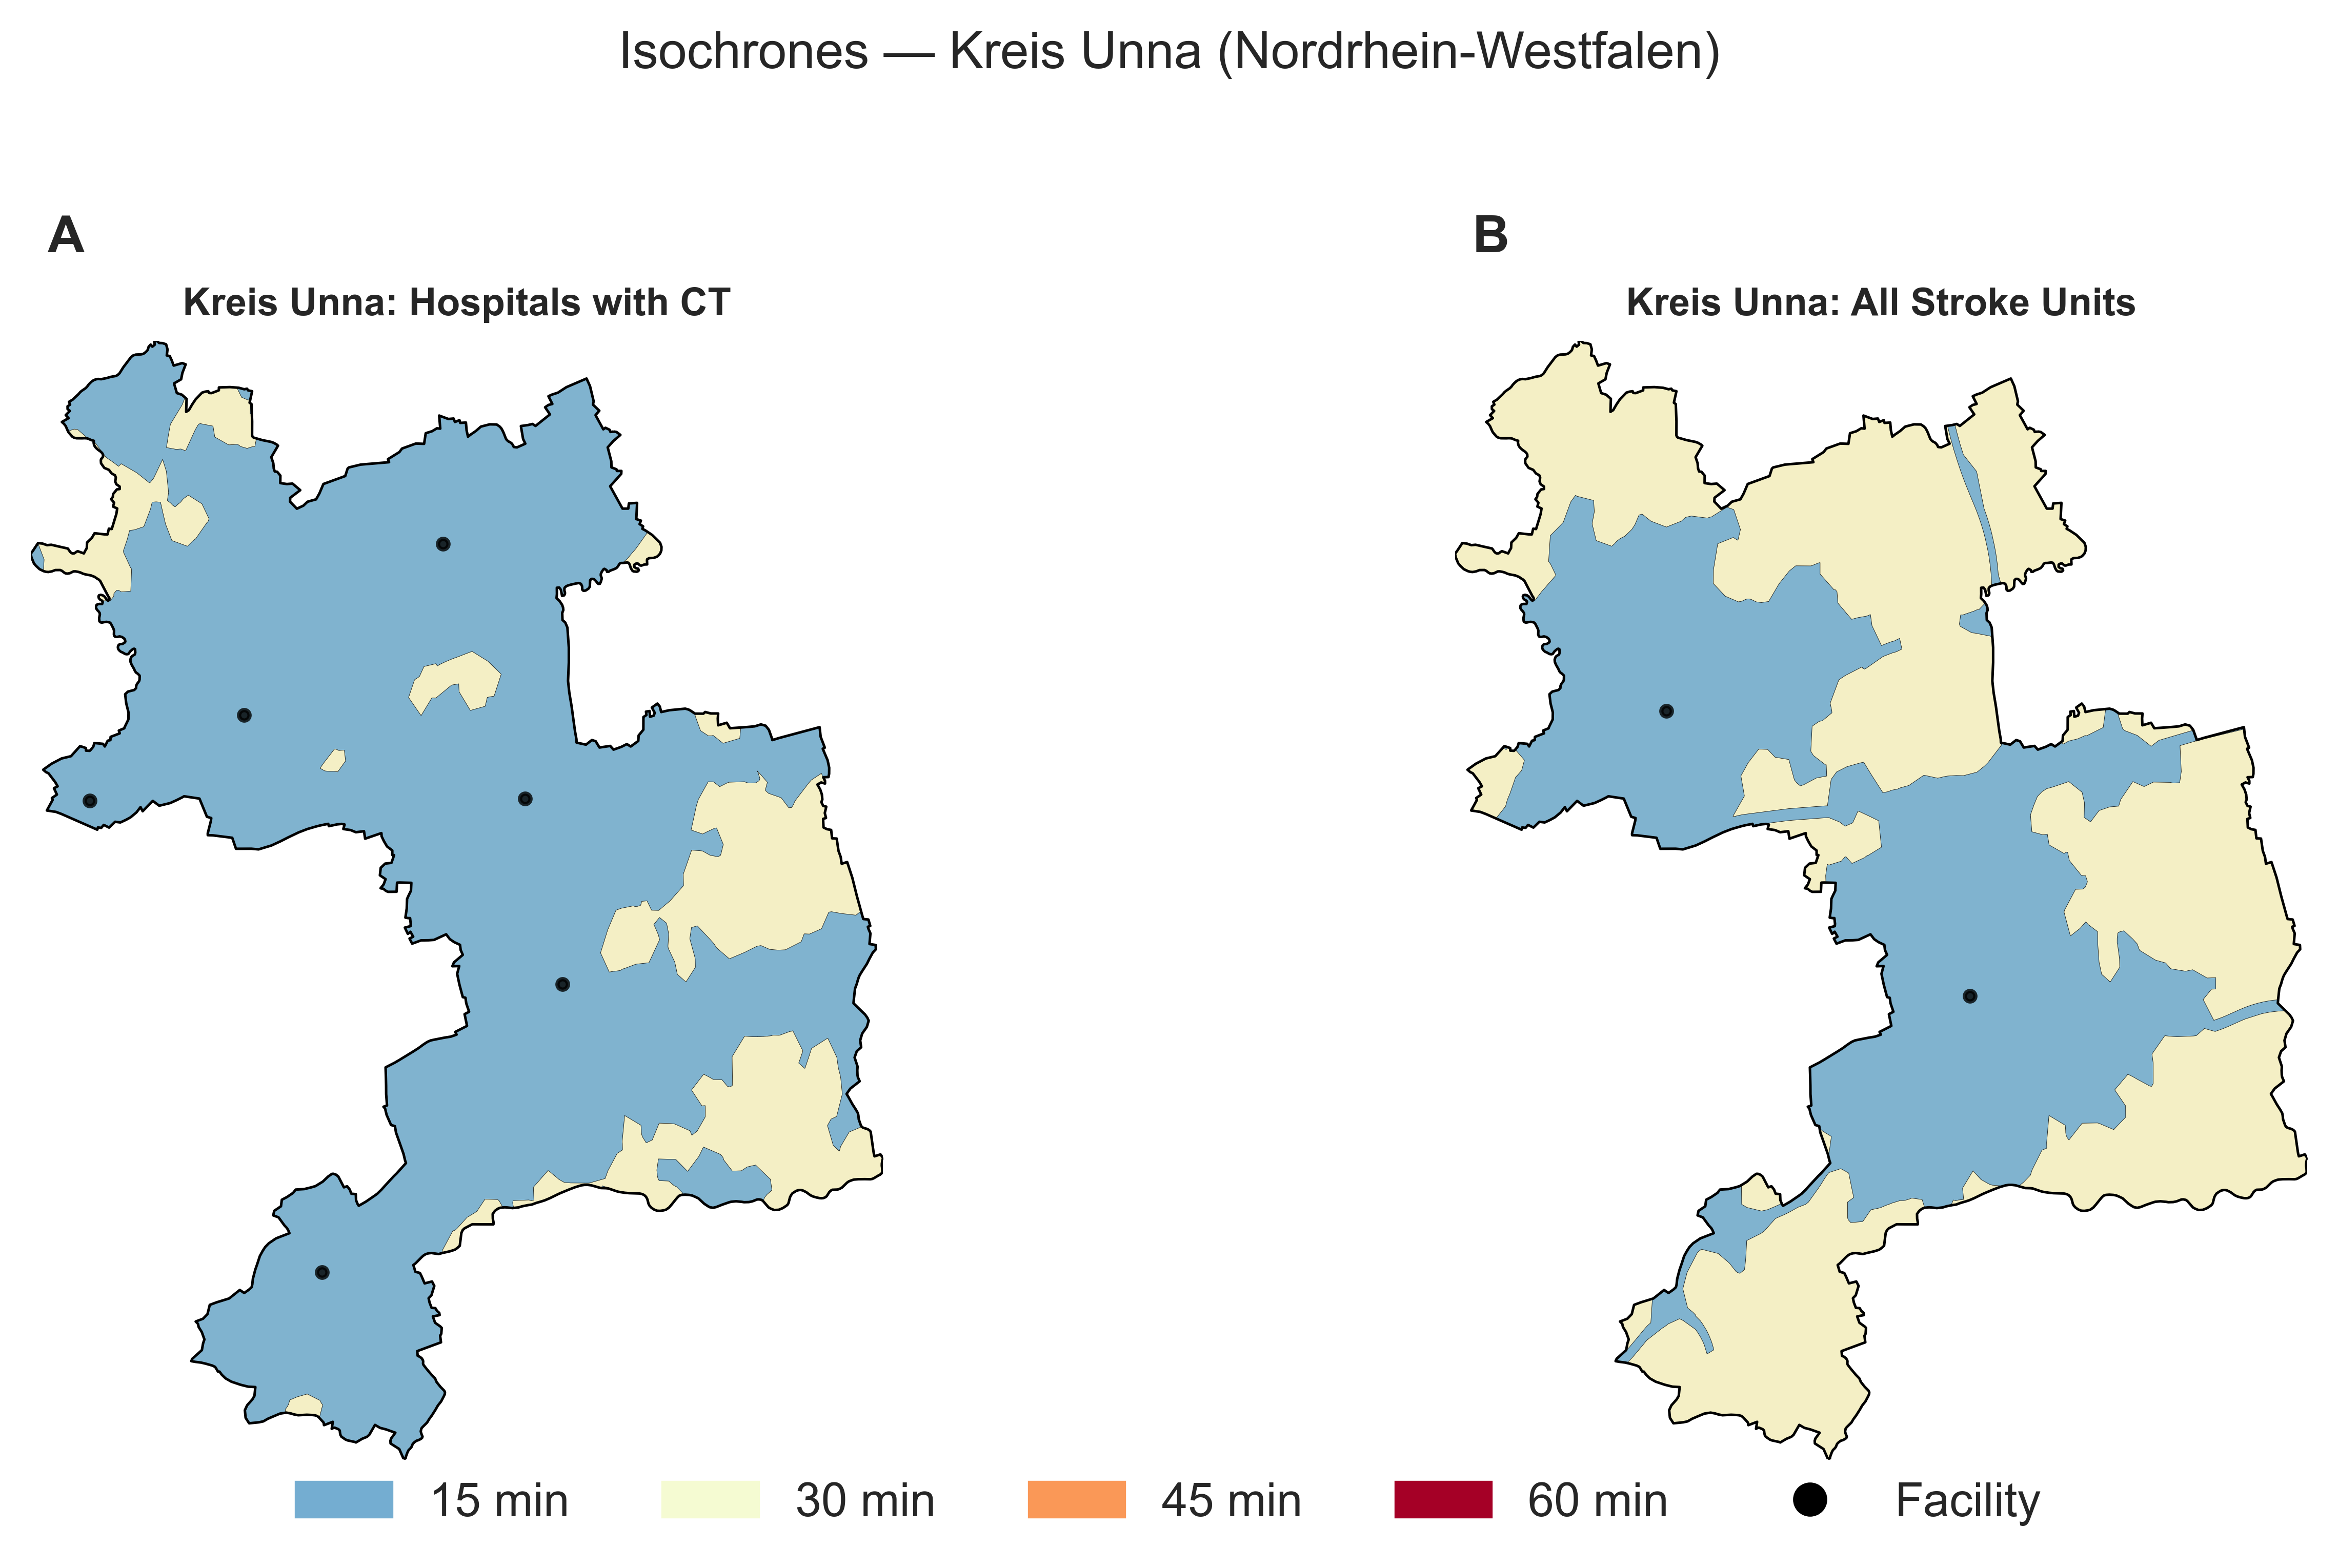 Isochrones — Kreis Unna (Nordrhein-Westfalen)
A
Kreis Unna: Hospitals with CT
B
Kreis Unna: All Stroke Units
15 min
30 min
45 min
60 min
Facility